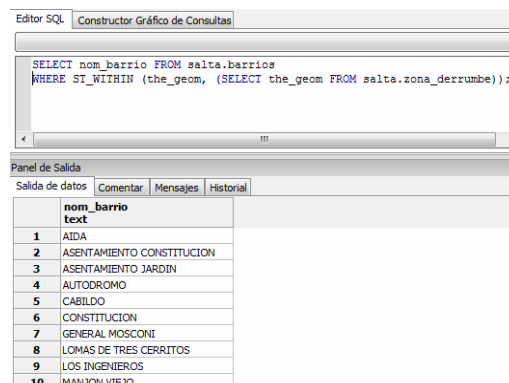 Editor SQL Constructor Gráfico de Consultas
SELECT nom_barrio FROM salta.barrios
WHERE ST_WITHIN (the_geom, (SELECT the_geom FROM salta.zona_derrumbe));
Panel de Salida
Salida de datos Comentar Mensajes Historial
nom_barrio
text
1 AIDA
2 ASENTAMIENTO CONSTITUCION
3 ASENTAMIENTO JARDIN
4 AUTODROMO
5 CABILDO
6 CONSTITUCION
7 GENERAL MOSCONI
8 LOMAS DE TRES CERRITOS
9 LOS INGENIEROS
10 MANJON VIEJO